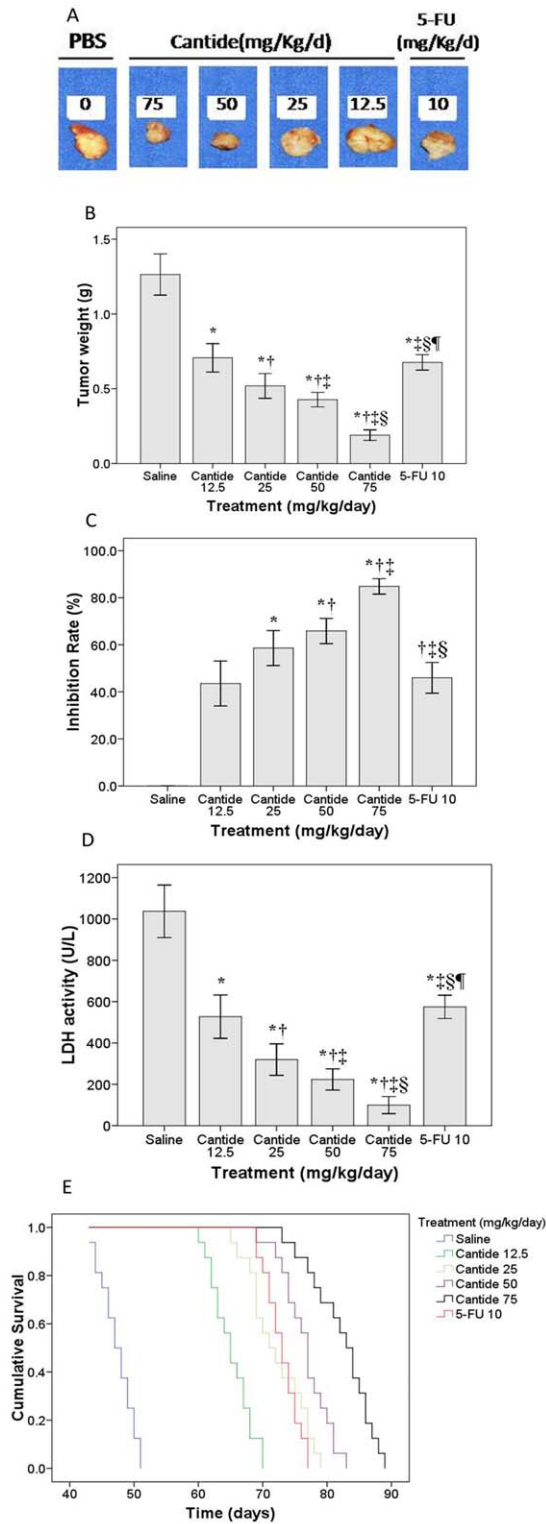 A
PBS
Cantide(mg/Kg/d)
5-FU
(mg/Kg/d)
0
75
50
25
12.5
10
B
Tumor weight (g)
1.5
1.0
0.5
0.0
*
*†
*†‡
*†‡§
*‡§¶
Saline
Cantide 12.5
Cantide 25
Cantide 50
Cantide 75
5-FU 10
Treatment (mg/kg/day)
C
Inhibition Rate (%)
100.0
80.0
60.0
40.0
20.0
0.0
*
*†
*†‡
†‡§
Saline
Cantide 12.5
Cantide 25
Cantide 50
Cantide 75
5-FU 10
Treatment (mg/kg/day)
D
LDH activity (U/L)
1200
1000
800
600
400
200
0
*
*†
*†‡
*†‡§
*‡§¶
Saline
Cantide 12.5
Cantide 25
Cantide 50
Cantide 75
5-FU 10
Treatment (mg/kg/day)
E
Cumulative Survival
1.0
0.8
0.6
0.4
0.2
0.0
40
50
60
70
80
90
Time (days)
Treatment (mg/kg/day)
Saline
Cantide 12.5
Cantide 25
Cantide 50
Cantide 75
5-FU 10